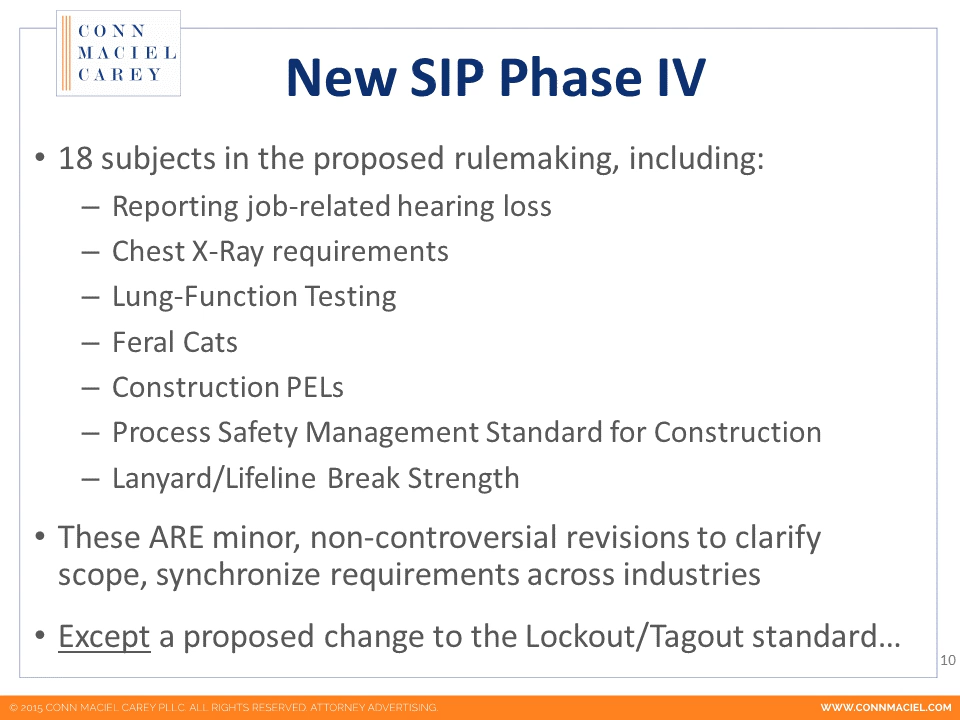 CONN
MACIEL
CAREY
New SIP Phase IV
• 18 subjects in the proposed rulemaking, including:
– Reporting job-related hearing loss
– Chest X-Ray requirements
– Lung-Function Testing
– Feral Cats
– Construction PELs
– Process Safety Management Standard for Construction
– Lanyard/Lifeline Break Strength
• These ARE minor, non-controversial revisions to clarify
scope, synchronize requirements across industries
• Except a proposed change to the Lockout/Tagout standard...
10
© 2015 CONN MACIEL CAREY PLLC. ALL RIGHTS RESERVED. ATTORNEY ADVERTISING.
WWW.CONNMACIEL.COM